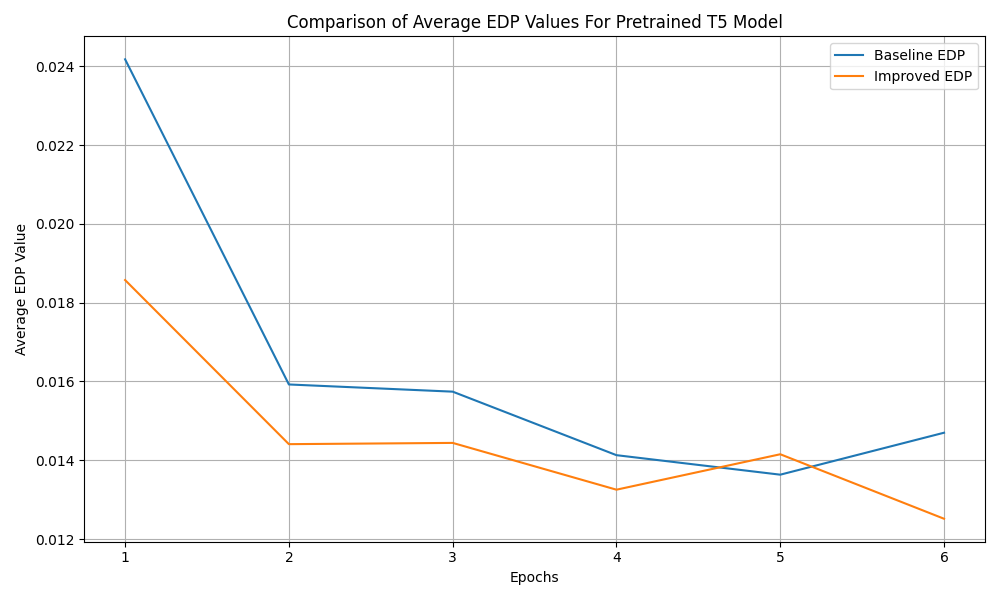 Comparison of Average EDP Values For Pretrained T5 Model
Baseline EDP
Improved EDP
Average EDP Value
0.024
0.022
0.020
0.018
0.016
0.014
0.012
1 2 3 4 5 6
Epochs